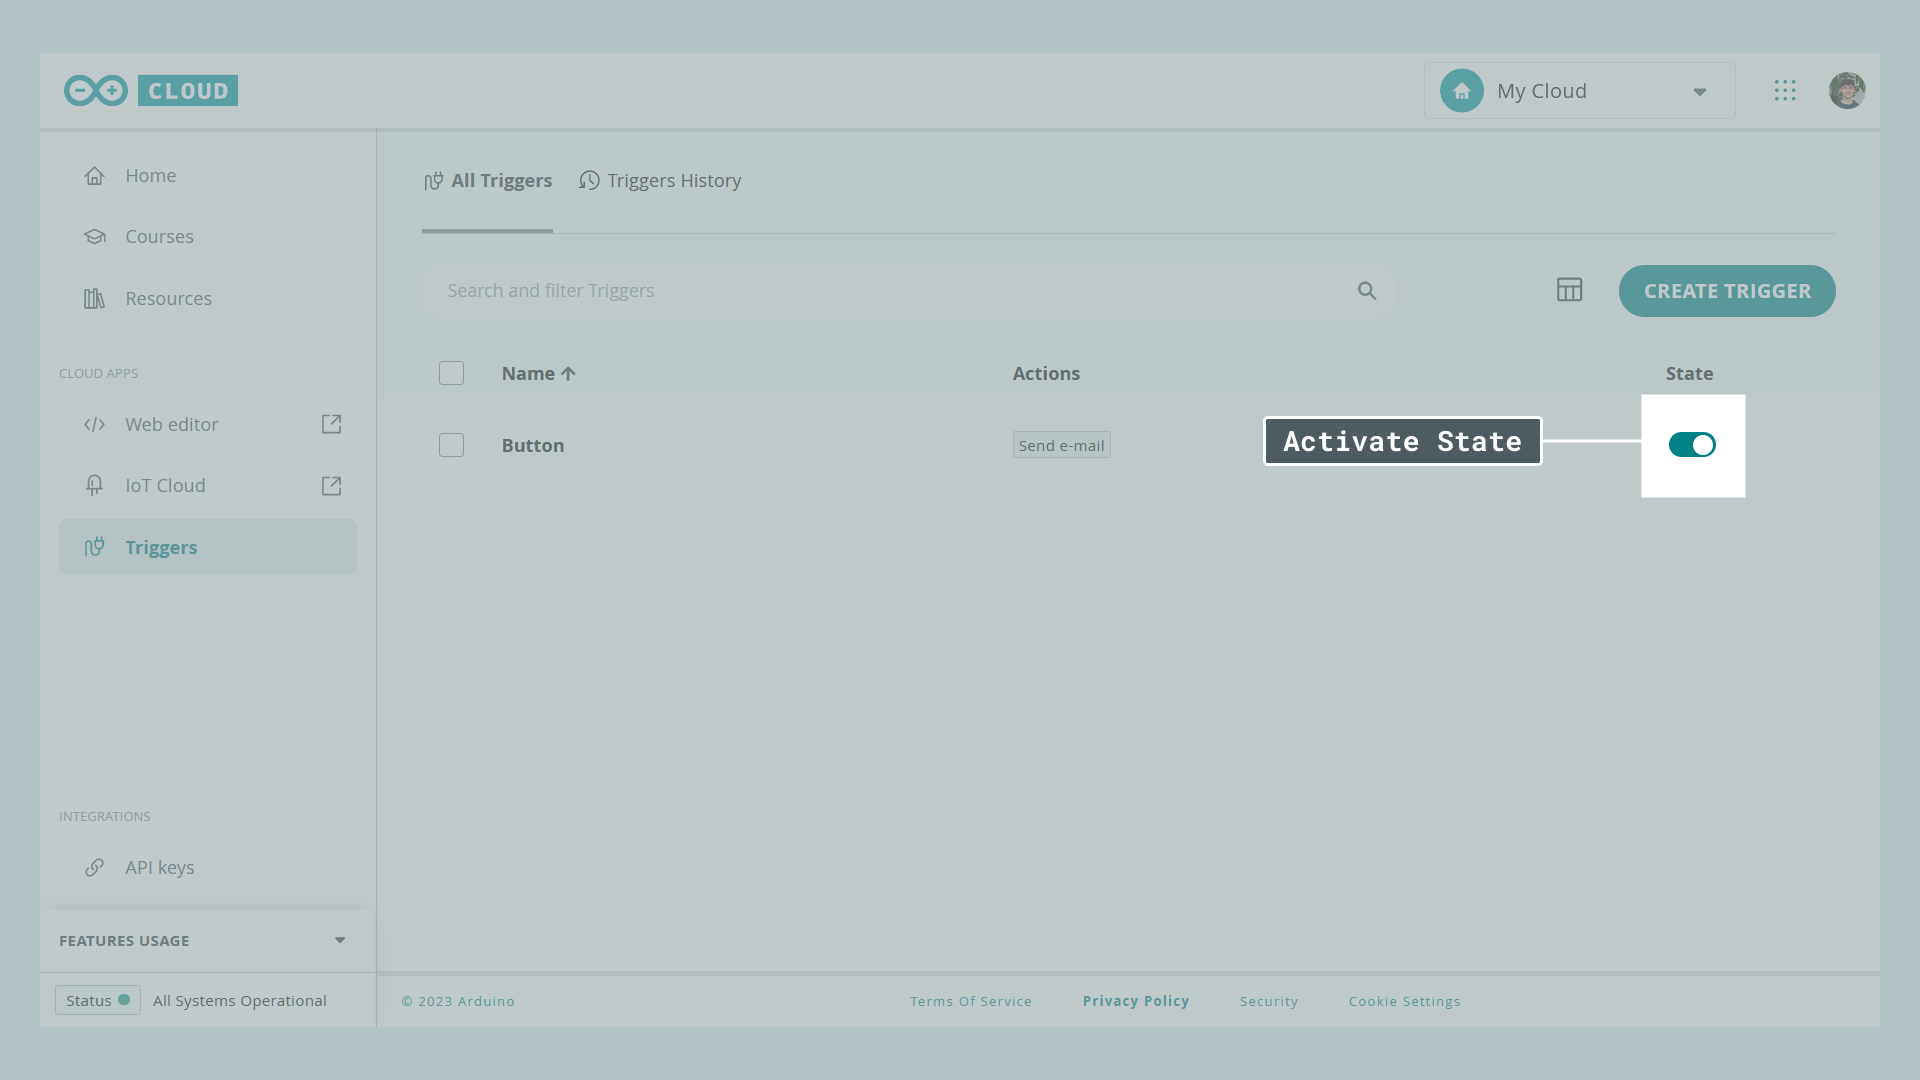 CLOUD
My Cloud
Home
Courses
Resources
CLOUD APPS
Web editor
IoT Cloud
Triggers
INTEGRATIONS
API keys
FEATURES USAGE
Status All Systems Operational
All Triggers Triggers History
Search and filter Triggers
CREATE TRIGGER
Name Actions State
Button Send e-mail Activate State
© 2023 Arduino Terms Of Service Privacy Policy Security Cookie Settings